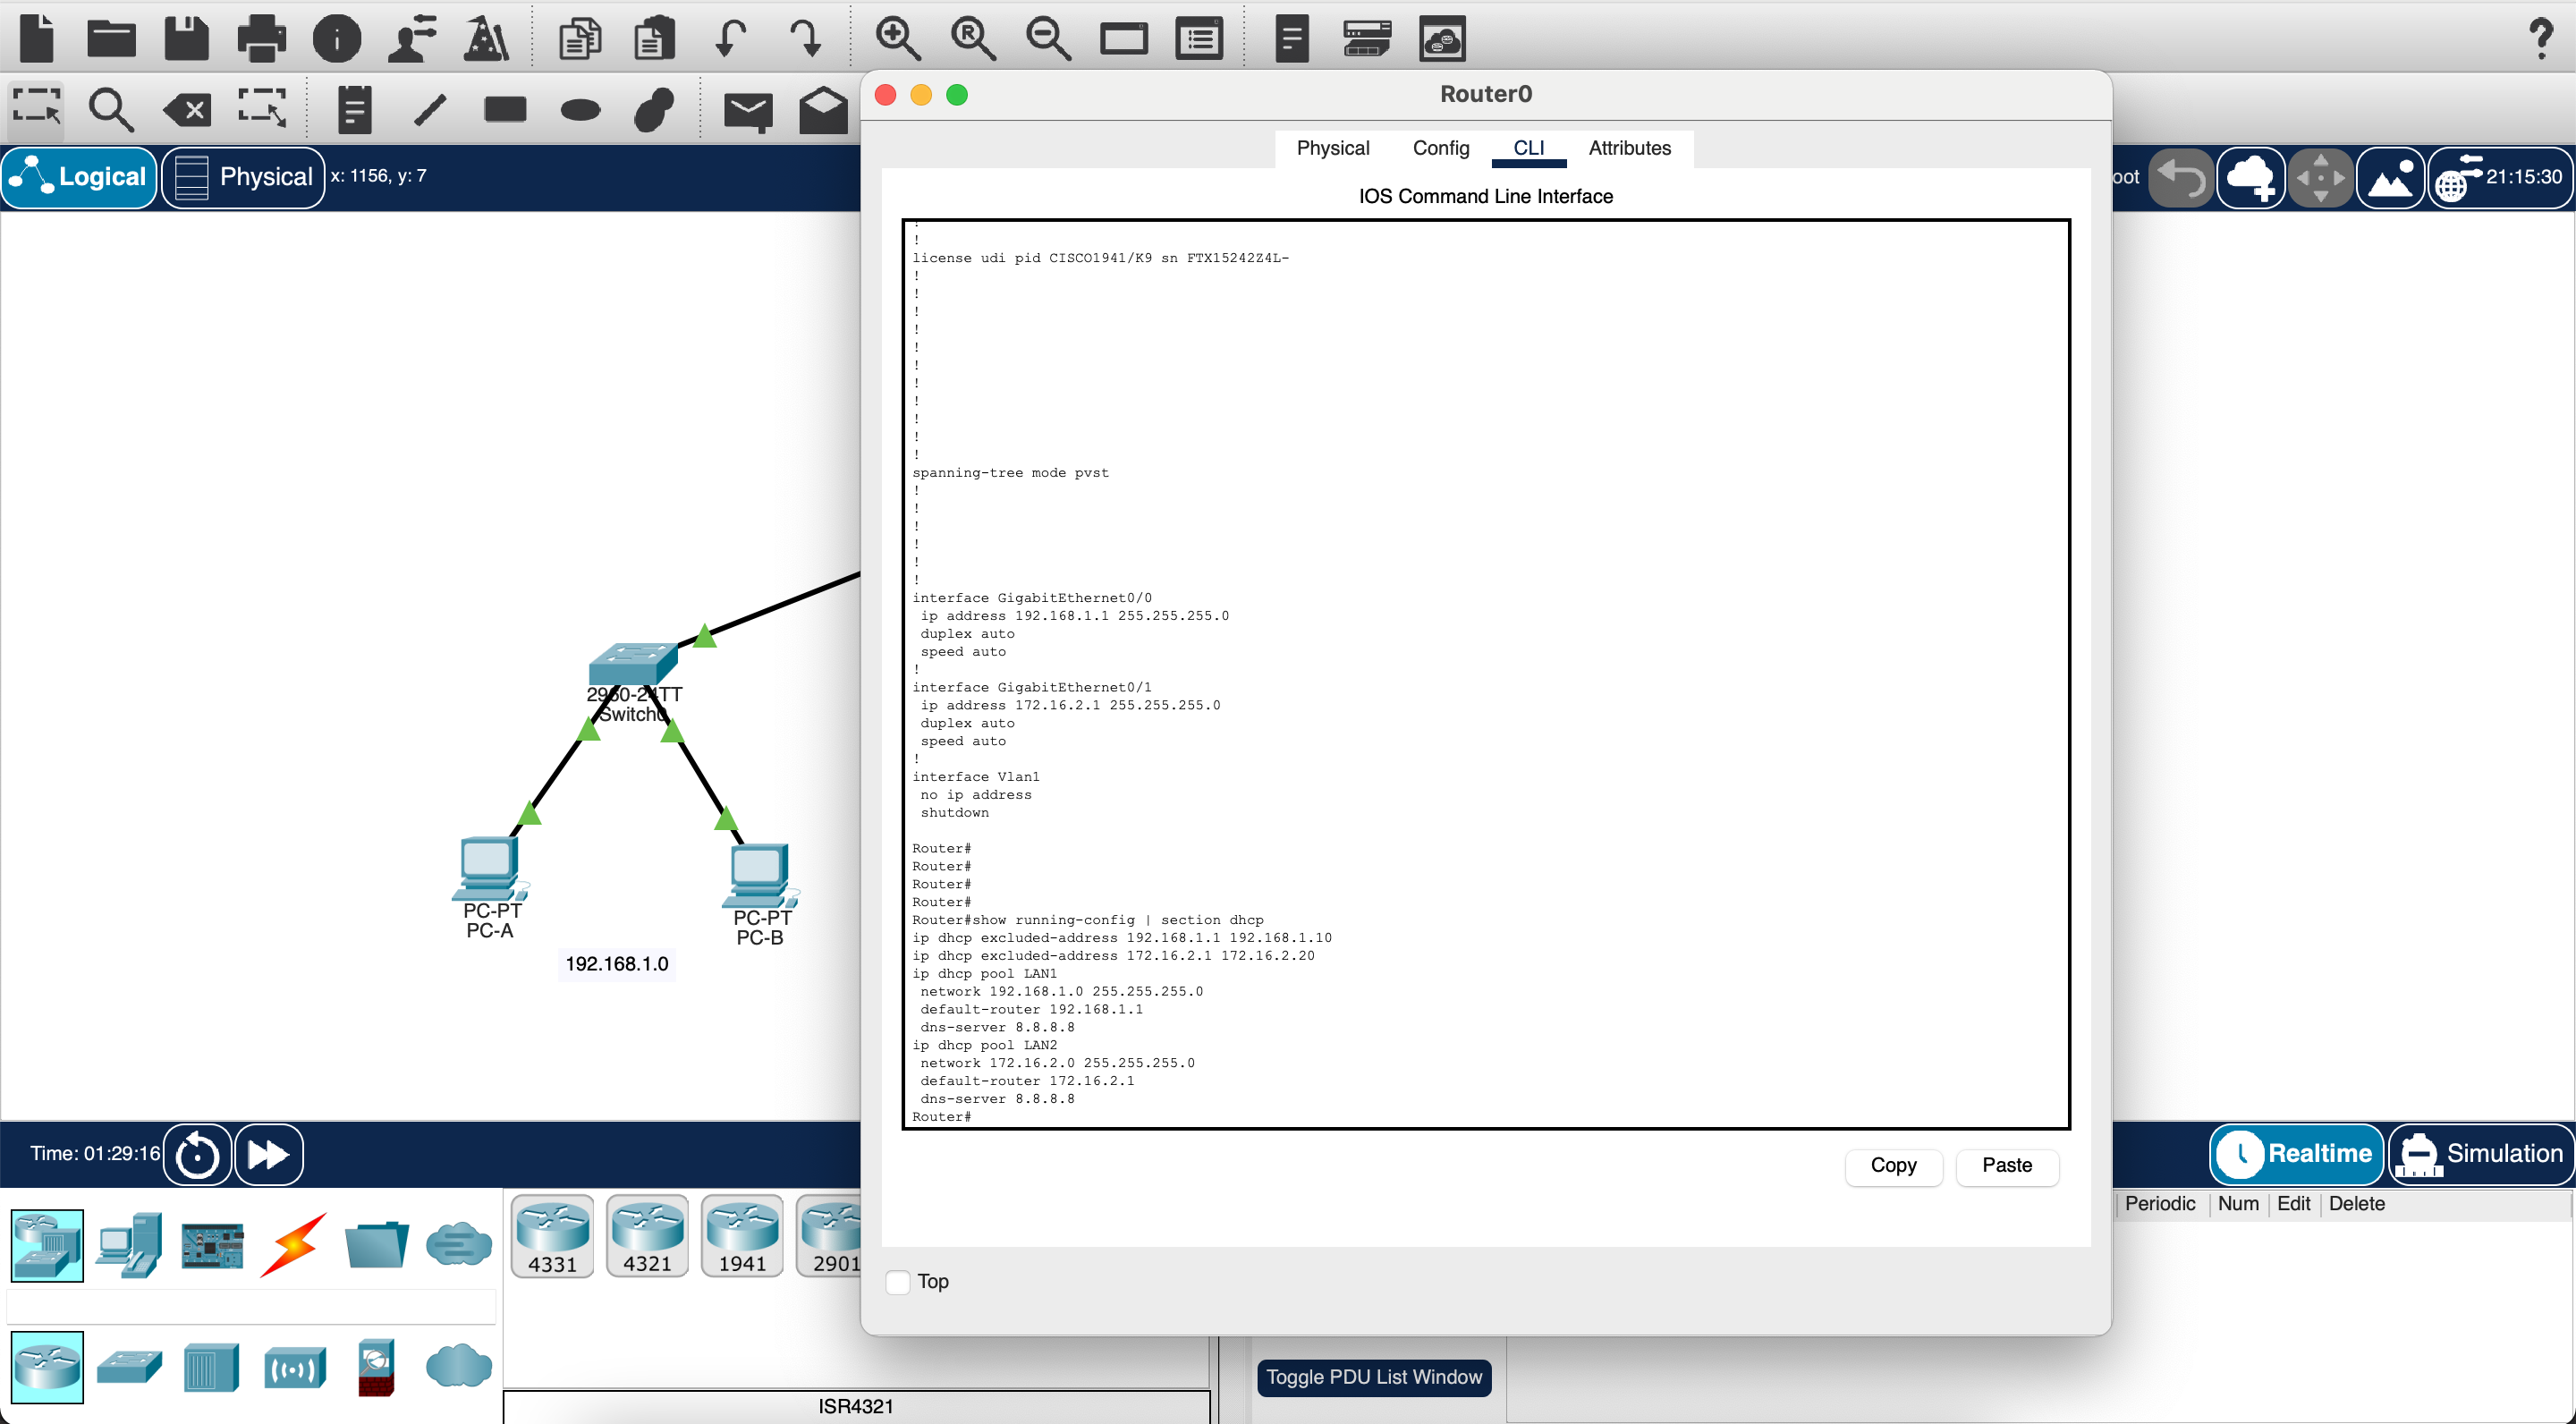 Router0
Physical Config CLI Attributes
Logical
Physical
x: 1156, y: 7
oot
21:15:30
IOS Command Line Interface
!
!
license udi pid CISCO1941/K9 sn FTX15242Z4L-
!
!
!
!
!
!
!
!
!
!
!
spanning-tree mode pvst
!
!
!
!
!
!
interface GigabitEthernet0/0
ip address 192.168.1.1 255.255.255.0
duplex auto
speed auto
!
interface GigabitEthernet0/1
ip address 172.16.2.1 255.255.255.0
duplex auto
speed auto
!
interface Vlan1
no ip address
shutdown
Router#
Router#
Router#
Router#
Router#show running-config | section dhcp
ip dhcp excluded-address 192.168.1.1 192.168.1.10
ip dhcp excluded-address 172.16.2.1 172.16.2.20
ip dhcp pool LAN1
network 192.168.1.0 255.255.255.0
default-router 192.168.1.1
dns-server 8.8.8.8
ip dhcp pool LAN2
network 172.16.2.0 255.255.255.0
default-router 172.16.2.1
dns-server 8.8.8.8
Router#
Copy Paste
Top
2960-24TT
Switch0
PC-PT
PC-A
PC-PT
PC-B
192.168.1.0
Time: 01:29:16
Realtime
Simulation
Periodic Num Edit Delete
4331 4321 1941 2901
Toggle PDU List Window
ISR4321